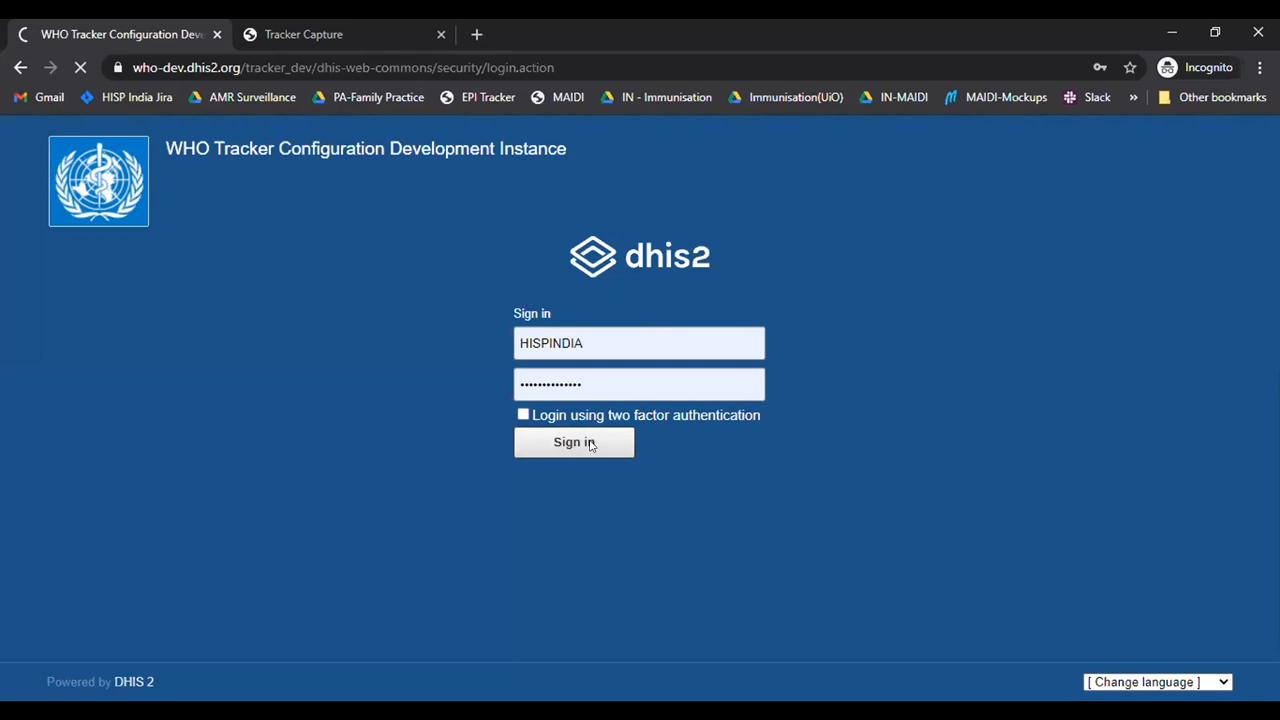 WHO Tracker Configuration Deve
Tracker Capture
who-dev.dhis2.org/tracker_dev/dhis-web-commons/security/login.action
Incognito
Gmail HISP India Jira AMR Surveillance PA-Family Practice EPI Tracker MAIDI IN - Immunisation Immunisation(UiO) IN-MAIDI MAIDI-Mockups Slack » Other bookmarks
WHO Tracker Configuration Development Instance
dhis2
Sign in
HISPINDIA
••••••••••••••
Login using two factor authentication
Sign in
Powered by DHIS 2
[ Change language ]